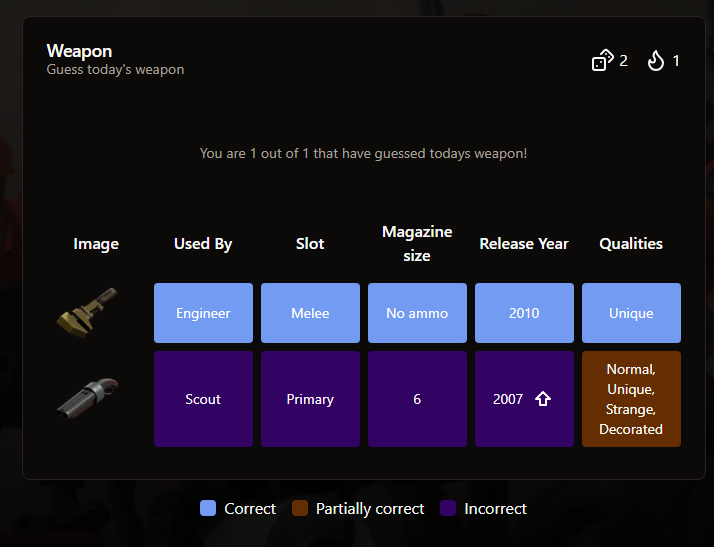 Weapon
Guess today's weapon
2
1
You are 1 out of 1 that have guessed todays weapon!
Image
Used By
Slot
Magazine
size
Release Year
Qualities
Engineer
Melee
No ammo
2010
Unique
Scout
Primary
6
2007
Normal,
Unique,
Strange,
Decorated
Correct
Partially correct
Incorrect